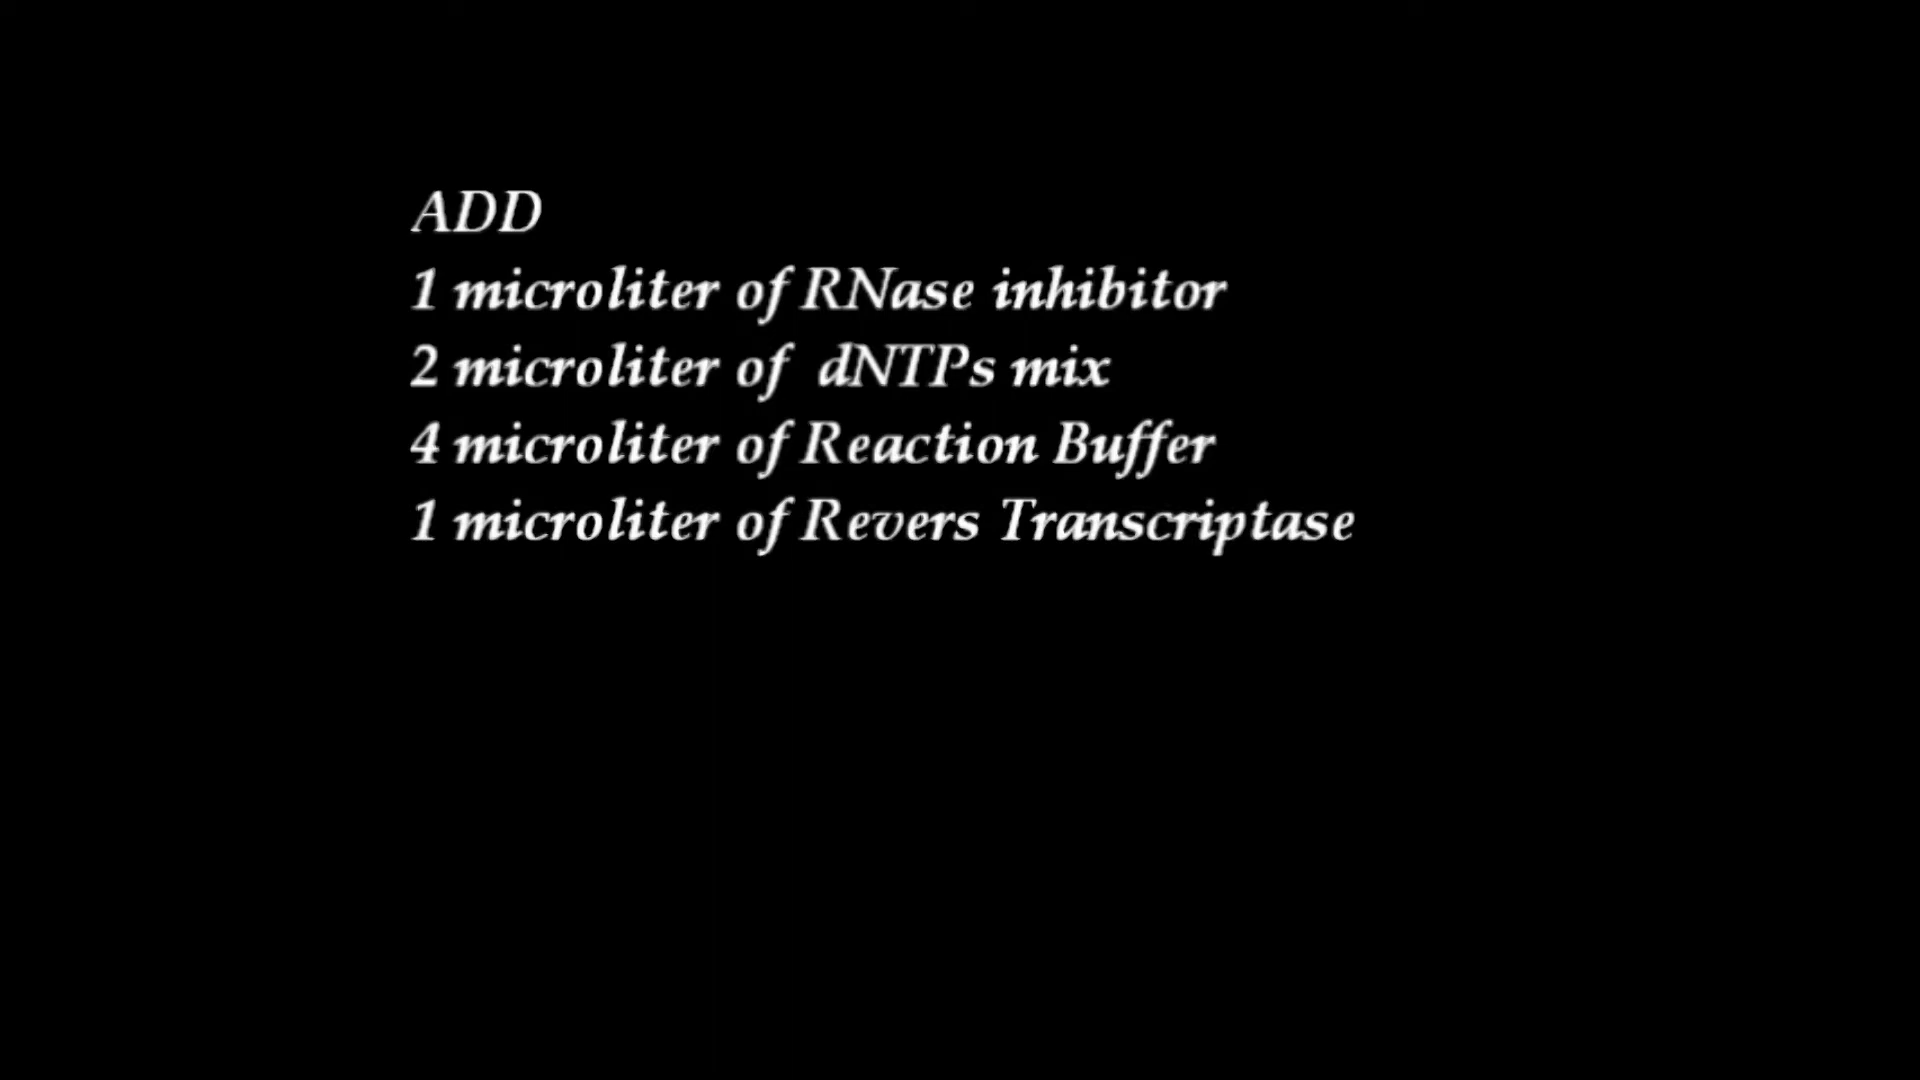 ADD
1 microliter of RNase inhibitor
2 microliter of dNTPs mix
4 microliter of Reaction Buffer
1 microliter of Revers Transcriptase